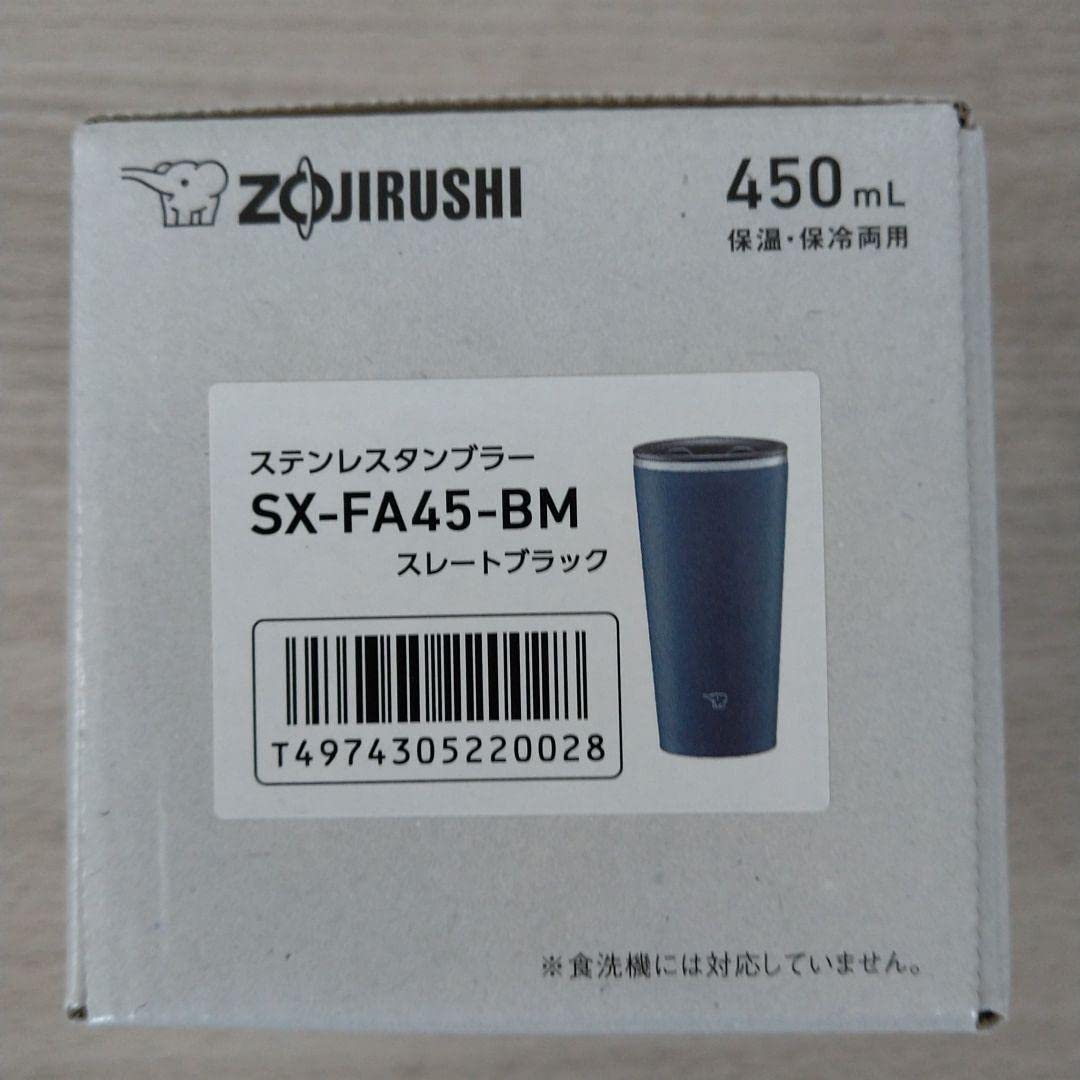 ZOJIRUSHI
450mL
保温・保冷両用
ステンレスタンブラー
SX-FA45-BM
スレートブラック
T4974305220028
※食洗機には対応していません。